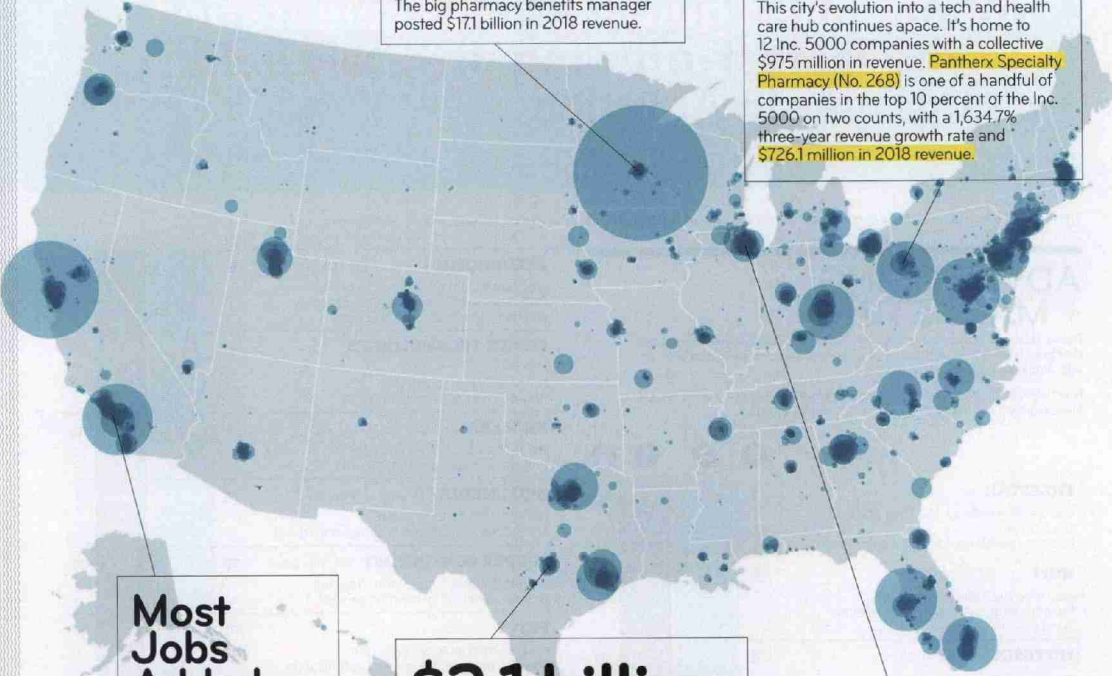 The big pharmacy benefits manager
posted $17.1 billion in 2018 revenue.
This city's evolution into a tech and health
care hub continues apace. It's home to
12 Inc. 5000 companies with a collective
$975 million in revenue. Pantherx Specialty
Pharmacy (No. 268) is one of a handful of
companies in the top 10 percent of the Inc.
5000 on two counts, with a 1,634.7%
three-year revenue growth rate and
$726.1 million in 2018 revenue.
Most
Jobs